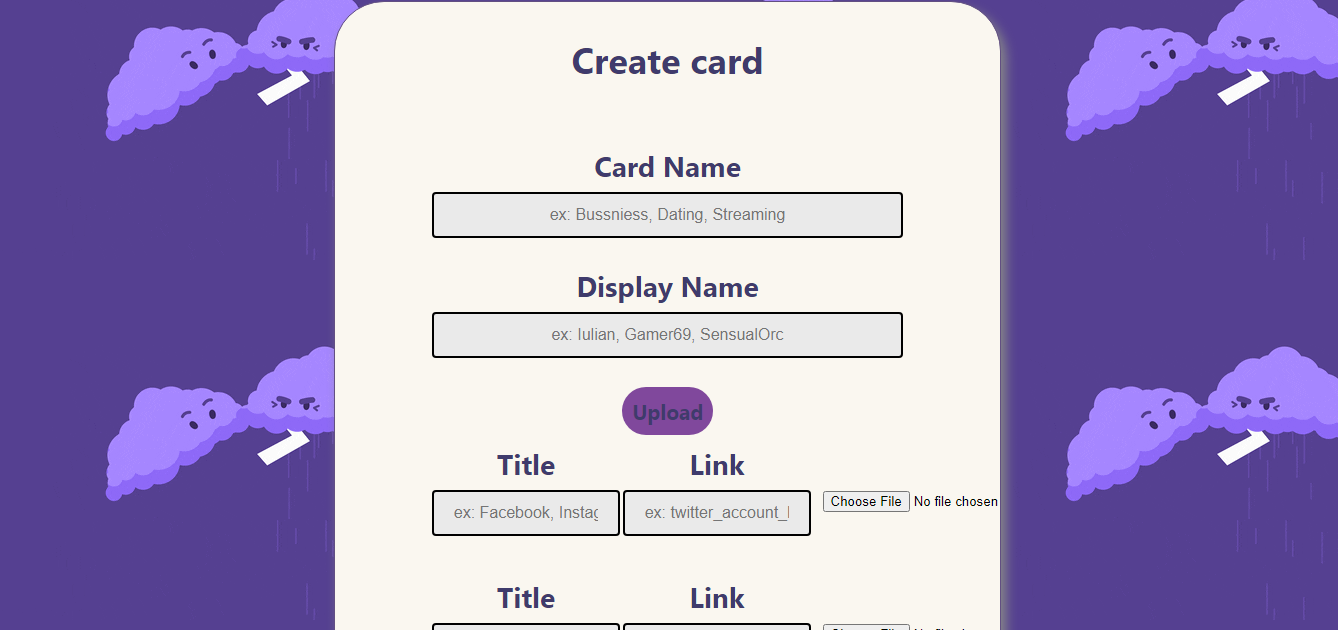 Create card
Card Name
ex: Bussniess, Dating, Streaming
Display Name
ex: Iulian, Gamer69, SensualOrc
Upload
Title Link
ex: Facebook, Instag ex: twitter_account_l Choose File No file chosen
Title Link